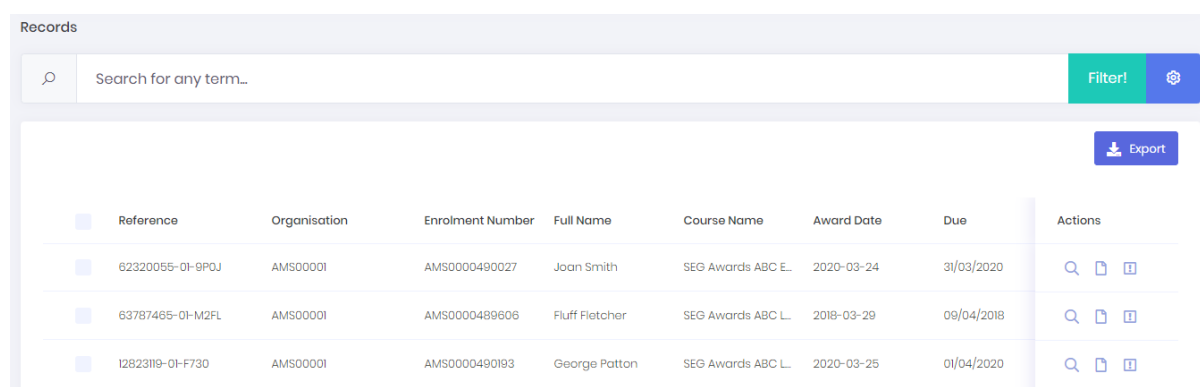 Records
Search for any term...
Filter!
Export
Reference Organisation Enrolment Number Full Name Course Name Award Date Due Actions
62320055-01-9P0J AMS00001 AMS0000490027 Joan Smith SEG Awards ABC E... 2020-03-24 31/03/2020
63787465-01-M2FL AMS00001 AMS0000489606 Fluff Fletcher SEG Awards ABC L... 2018-03-29 09/04/2018
12823119-01-F730 AMS00001 AMS0000490193 George Patton SEG Awards ABC L... 2020-03-25 01/04/2020